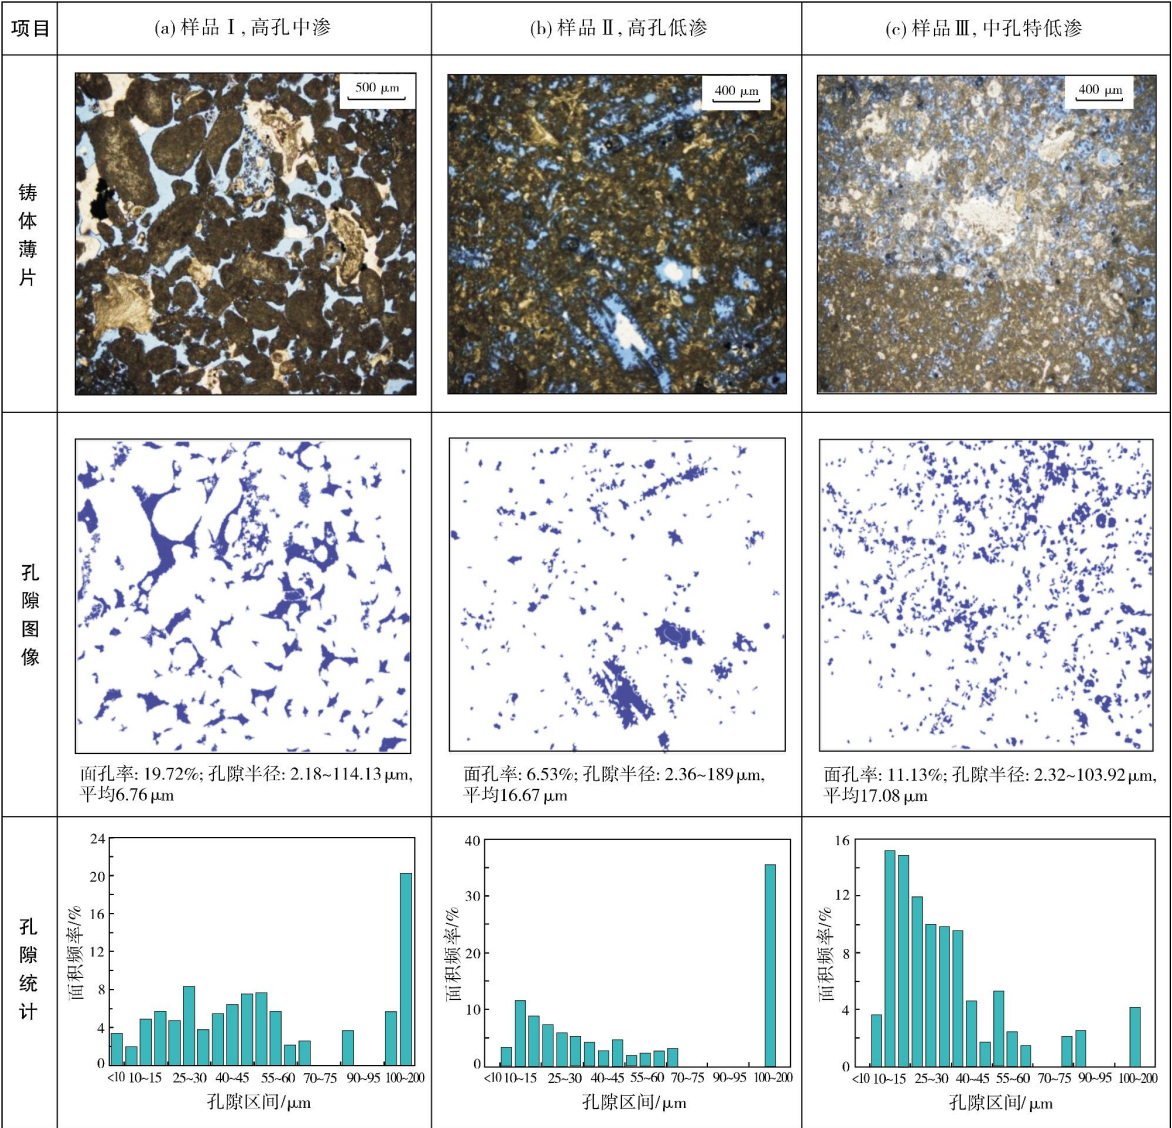 项目
(a) 样品 Ⅰ, 高孔中渗
(b) 样品 Ⅱ, 高孔低渗
(c) 样品Ⅲ, 中孔特低渗
铸体薄片
500 μm
400 μm
400 μm
孔隙图像
面孔率: 19.72%; 孔隙半径: 2.18~114.13 μm,
平均6.76 μm
面孔率: 6.53%; 孔隙半径: 2.36~189 μm,
平均16.67 μm
面孔率: 11.13%; 孔隙半径: 2.32~103.92 μm,
平均17.08 μm
孔隙统计
24
20
16
12
8
4
0
面积频率/%
<10 10~15 25~30 40~45 55~60 70~75 90~95 100~200
孔隙区间/μm
40
30
20
10
0
面积频率/%
<10 10~15 25~30 40~45 55~60 70~75 90~95 100~200
孔隙区间/μm
16
12
8
4
0
面积频率/%
<10 10~15 25~30 40~45 55~60 70~75 90~95 100~200
孔隙区间/μm